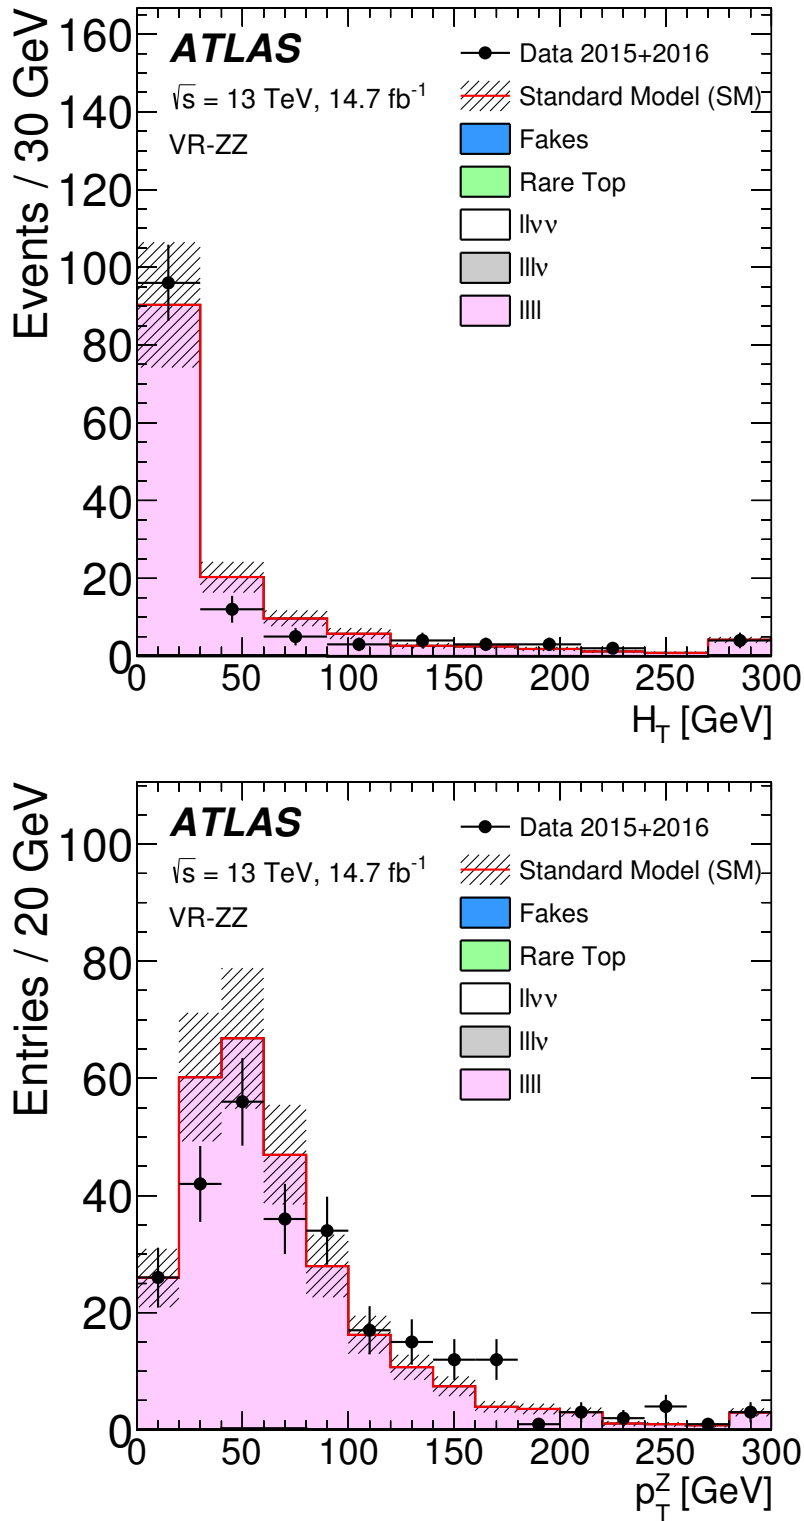 ATLAS
√s = 13 TeV, 14.7 fb⁻¹
VR-ZZ
Data 2015+2016
Standard Model (SM)
Fakes
Rare Top
llνν
lllν
llll
Events / 30 GeV
160
140
120
100
80
60
40
20
0
0 50 100 150 200 250 300
H_T [GeV]
ATLAS
√s = 13 TeV, 14.7 fb⁻¹
VR-ZZ
Data 2015+2016
Standard Model (SM)
Fakes
Rare Top
llνν
lllν
llll
Entries / 20 GeV
100
80
60
40
20
0
0 50 100 150 200 250 300
p_T^Z [GeV]